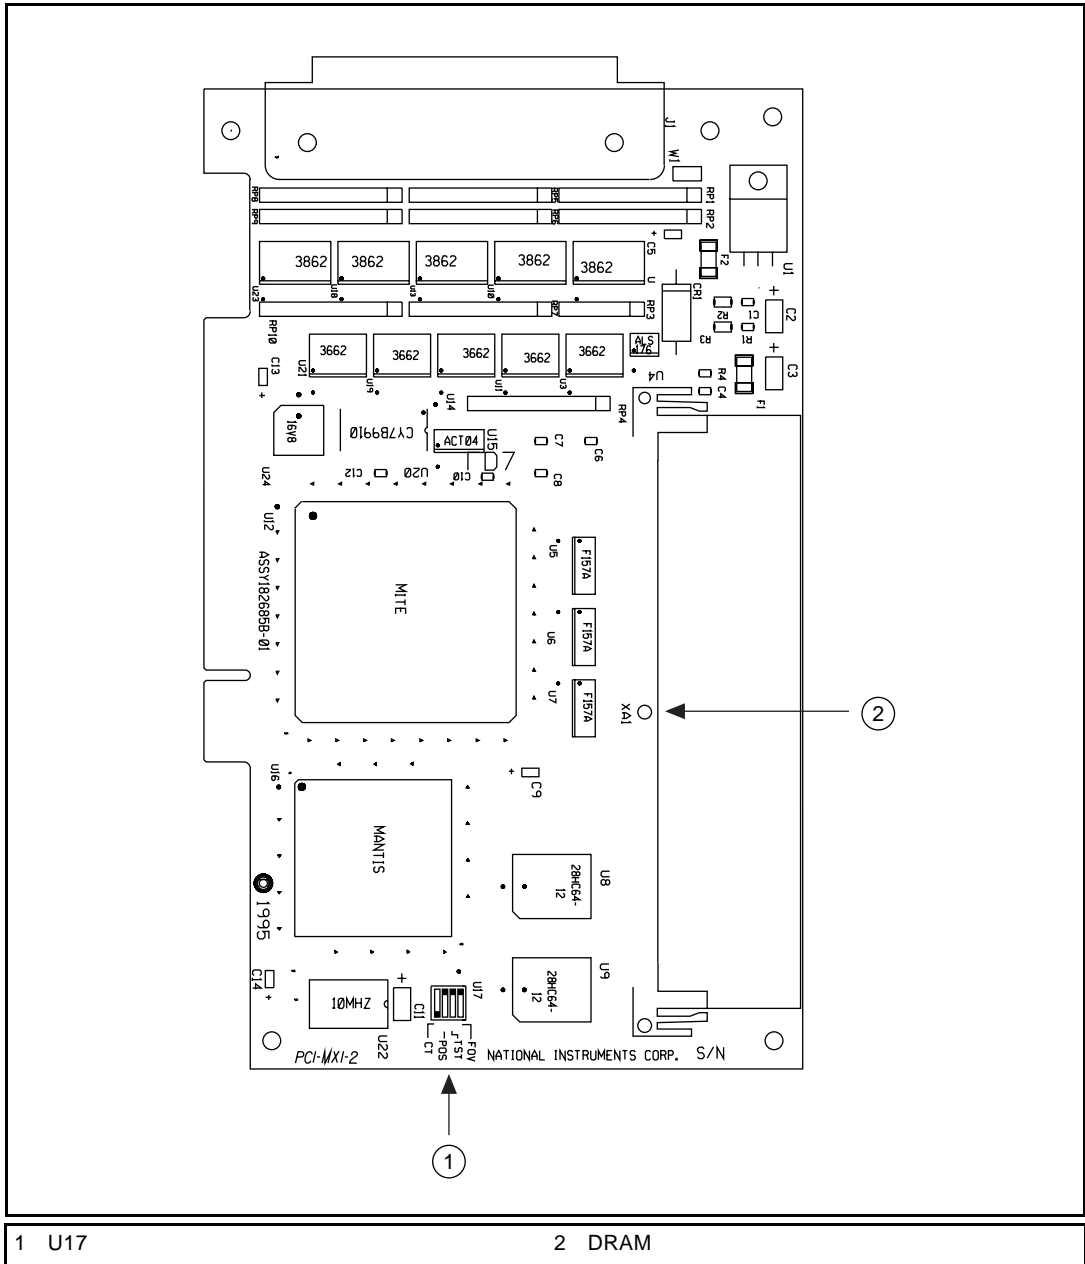 J1
W1
RP8
RP5
RP1
RP9
RP6
RP2
+
C5
F2
U1
3862
3862
3862
3862
3862
U
U23
U18
U13
U10
CR1
+
C2
RP7
RP3
R2
C1
RP10
R3
R1
ALS
176
3662
3662
3662
3662
3662
+
C3
C13
+
U21
U19
U11
U3
U4
R4
C4
F1
U14
RP4
16V8
CY7B9910
ACT04
U15
C7
C6
U24
C12
U20
C10
C8
U12
ASSY182685B-01
MITE
U5
F157A
U6
F157A
U7
F157A
XA1
2
U16
+
C9
MANTIS
28HC64-
12
U8
1995
28HC64-
12
U9
C14
+
10MHZ
+
C11
U17
U22
CT
POS
TST
FOV
PCI-MXI-2
NATIONAL INSTRUMENTS CORP.
S/N
1
1 U17
2 DRAM